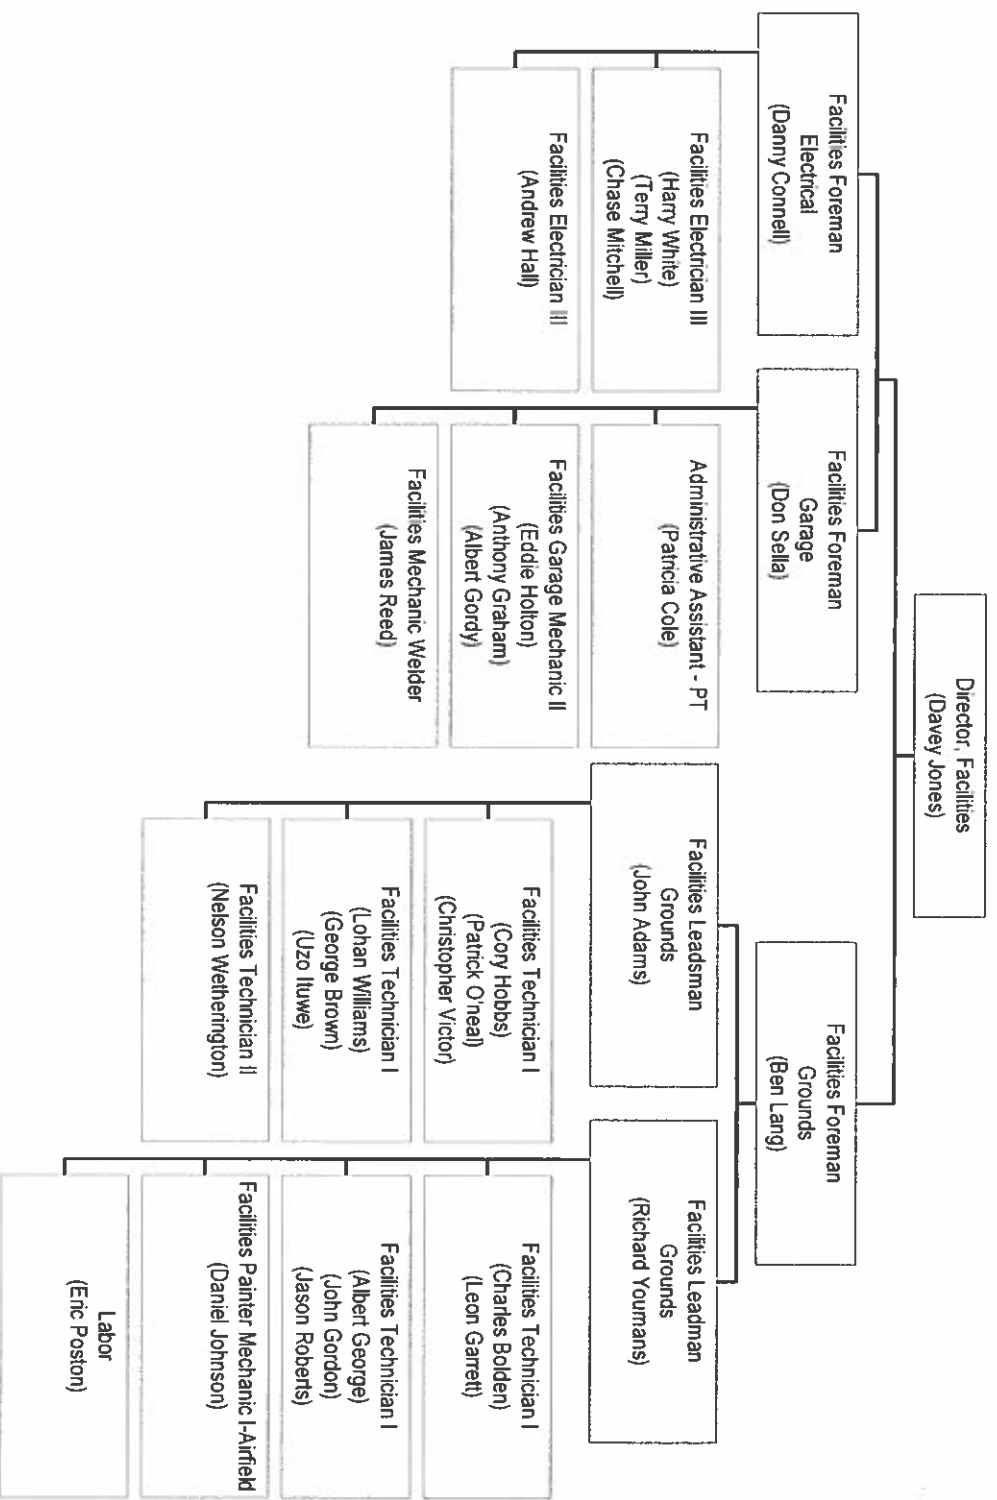 Director, Facilities
(Davey Jones)
Facilities Foreman
Electrical
(Danny Connell)
Facilities Foreman
Garage
(Don Sella)
Facilities Foreman
Grounds
(Ben Lang)
Facilities Electrician III
(Harry White)
(Terry Miller)
(Chase Mitchell)
Facilities Electrician III
(Andrew Hall)
Administrative Assistant - PT
(Patricia Cole)
Facilities Garage Mechanic II
(Eddie Holton)
(Anthony Graham)
(Albert Gordy)
Facilities Mechanic Welder
(James Reed)
Facilities Leadsman
Grounds
(John Adams)
Facilities Technician I
(Cory Hobbs)
(Patrick O'neal)
(Christopher Victor)
Facilities Technician I
(Lohan Williams)
(George Brown)
(Uzo Ituwe)
Facilities Technician II
(Nelson Wetherington)
Facilities Leadman
Grounds
(Richard Youmans)
Facilities Technician I
(Charles Bolden)
(Leon Garrett)
Facilities Technician I
(Albert George)
(John Gordon)
(Jason Roberts)
Facilities Painter Mechanic I-Airfield
(Daniel Johnson)
Labor
(Eric Poston)